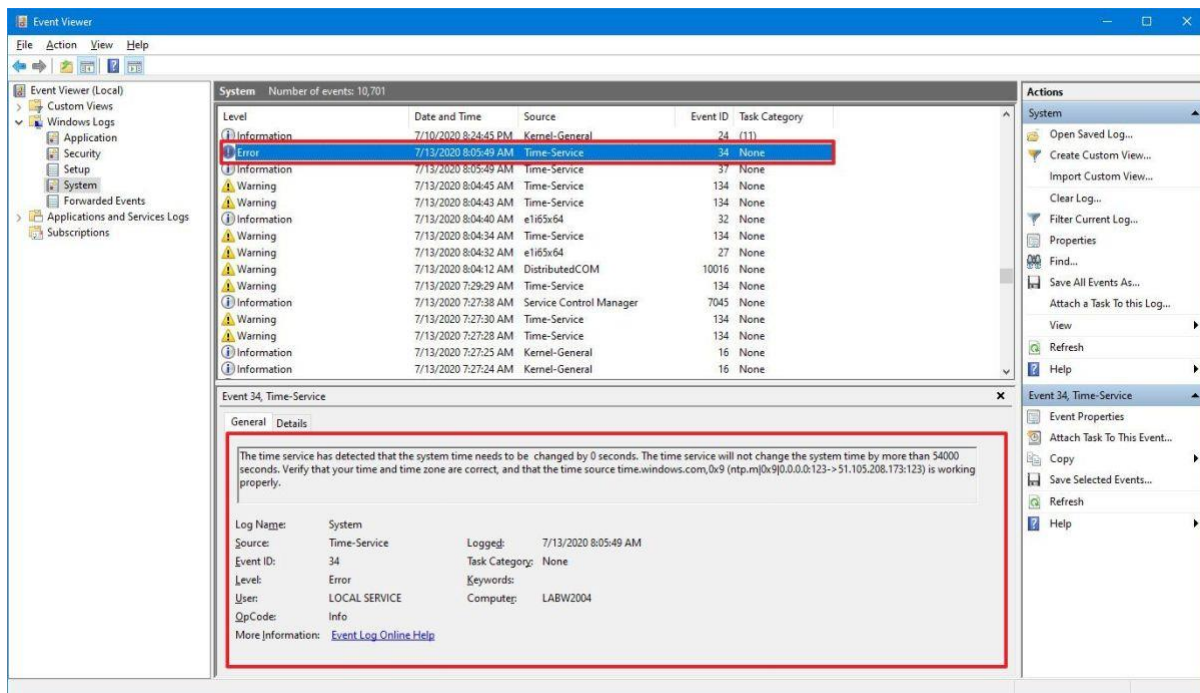 Event Viewer
File Action View Help
Event Viewer (Local)
Custom Views
Windows Logs
Application
Security
Setup
System
Forwarded Events
Applications and Services Logs
Subscriptions
System Number of events: 10,701
Level Date and Time Source Event ID Task Category
Information 7/10/2020 8:24:45 PM Kernel-General 24 (11)
Error 7/13/2020 8:05:49 AM Time-Service 34 None
Information 7/13/2020 8:05:49 AM Time-Service 37 None
Warning 7/13/2020 8:04:45 AM Time-Service 134 None
Warning 7/13/2020 8:04:43 AM Time-Service 134 None
Information 7/13/2020 8:04:40 AM e1i65x64 32 None
Warning 7/13/2020 8:04:34 AM Time-Service 134 None
Warning 7/13/2020 8:04:32 AM e1i65x64 27 None
Warning 7/13/2020 8:04:12 AM DistributedCOM 10016 None
Warning 7/13/2020 7:29:29 AM Time-Service 134 None
Information 7/13/2020 7:27:38 AM Service Control Manager 7045 None
Warning 7/13/2020 7:27:30 AM Time-Service 134 None
Warning 7/13/2020 7:27:28 AM Time-Service 134 None
Information 7/13/2020 7:27:25 AM Kernel-General 16 None
Information 7/13/2020 7:27:24 AM Kernel-General 16 None
Event 34, Time-Service
General Details
The time service has detected that the system time needs to be changed by 0 seconds. The time service will not change the system time by more than 54000
seconds. Verify that your time and time zone are correct, and that the time source time.windows.com,0x9 (ntp.m|0x9|0.0.0.0:123->51.105.208.173:123) is working
properly.
Log Name: System
Source: Time-Service Logged: 7/13/2020 8:05:49 AM
Event ID: 34 Task Category: None
Level: Error Keywords:
User: LOCAL SERVICE Computer: LABW2004
OpCode: Info
More Information: Event Log Online Help
Actions
System
Open Saved Log...
Create Custom View...
Import Custom View...
Clear Log...
Filter Current Log...
Properties
Find...
Save All Events As...
Attach a Task To this Log...
View
Refresh
Help
Event 34, Time-Service
Event Properties
Attach Task To This Event...
Copy
Save Selected Events...
Refresh
Help